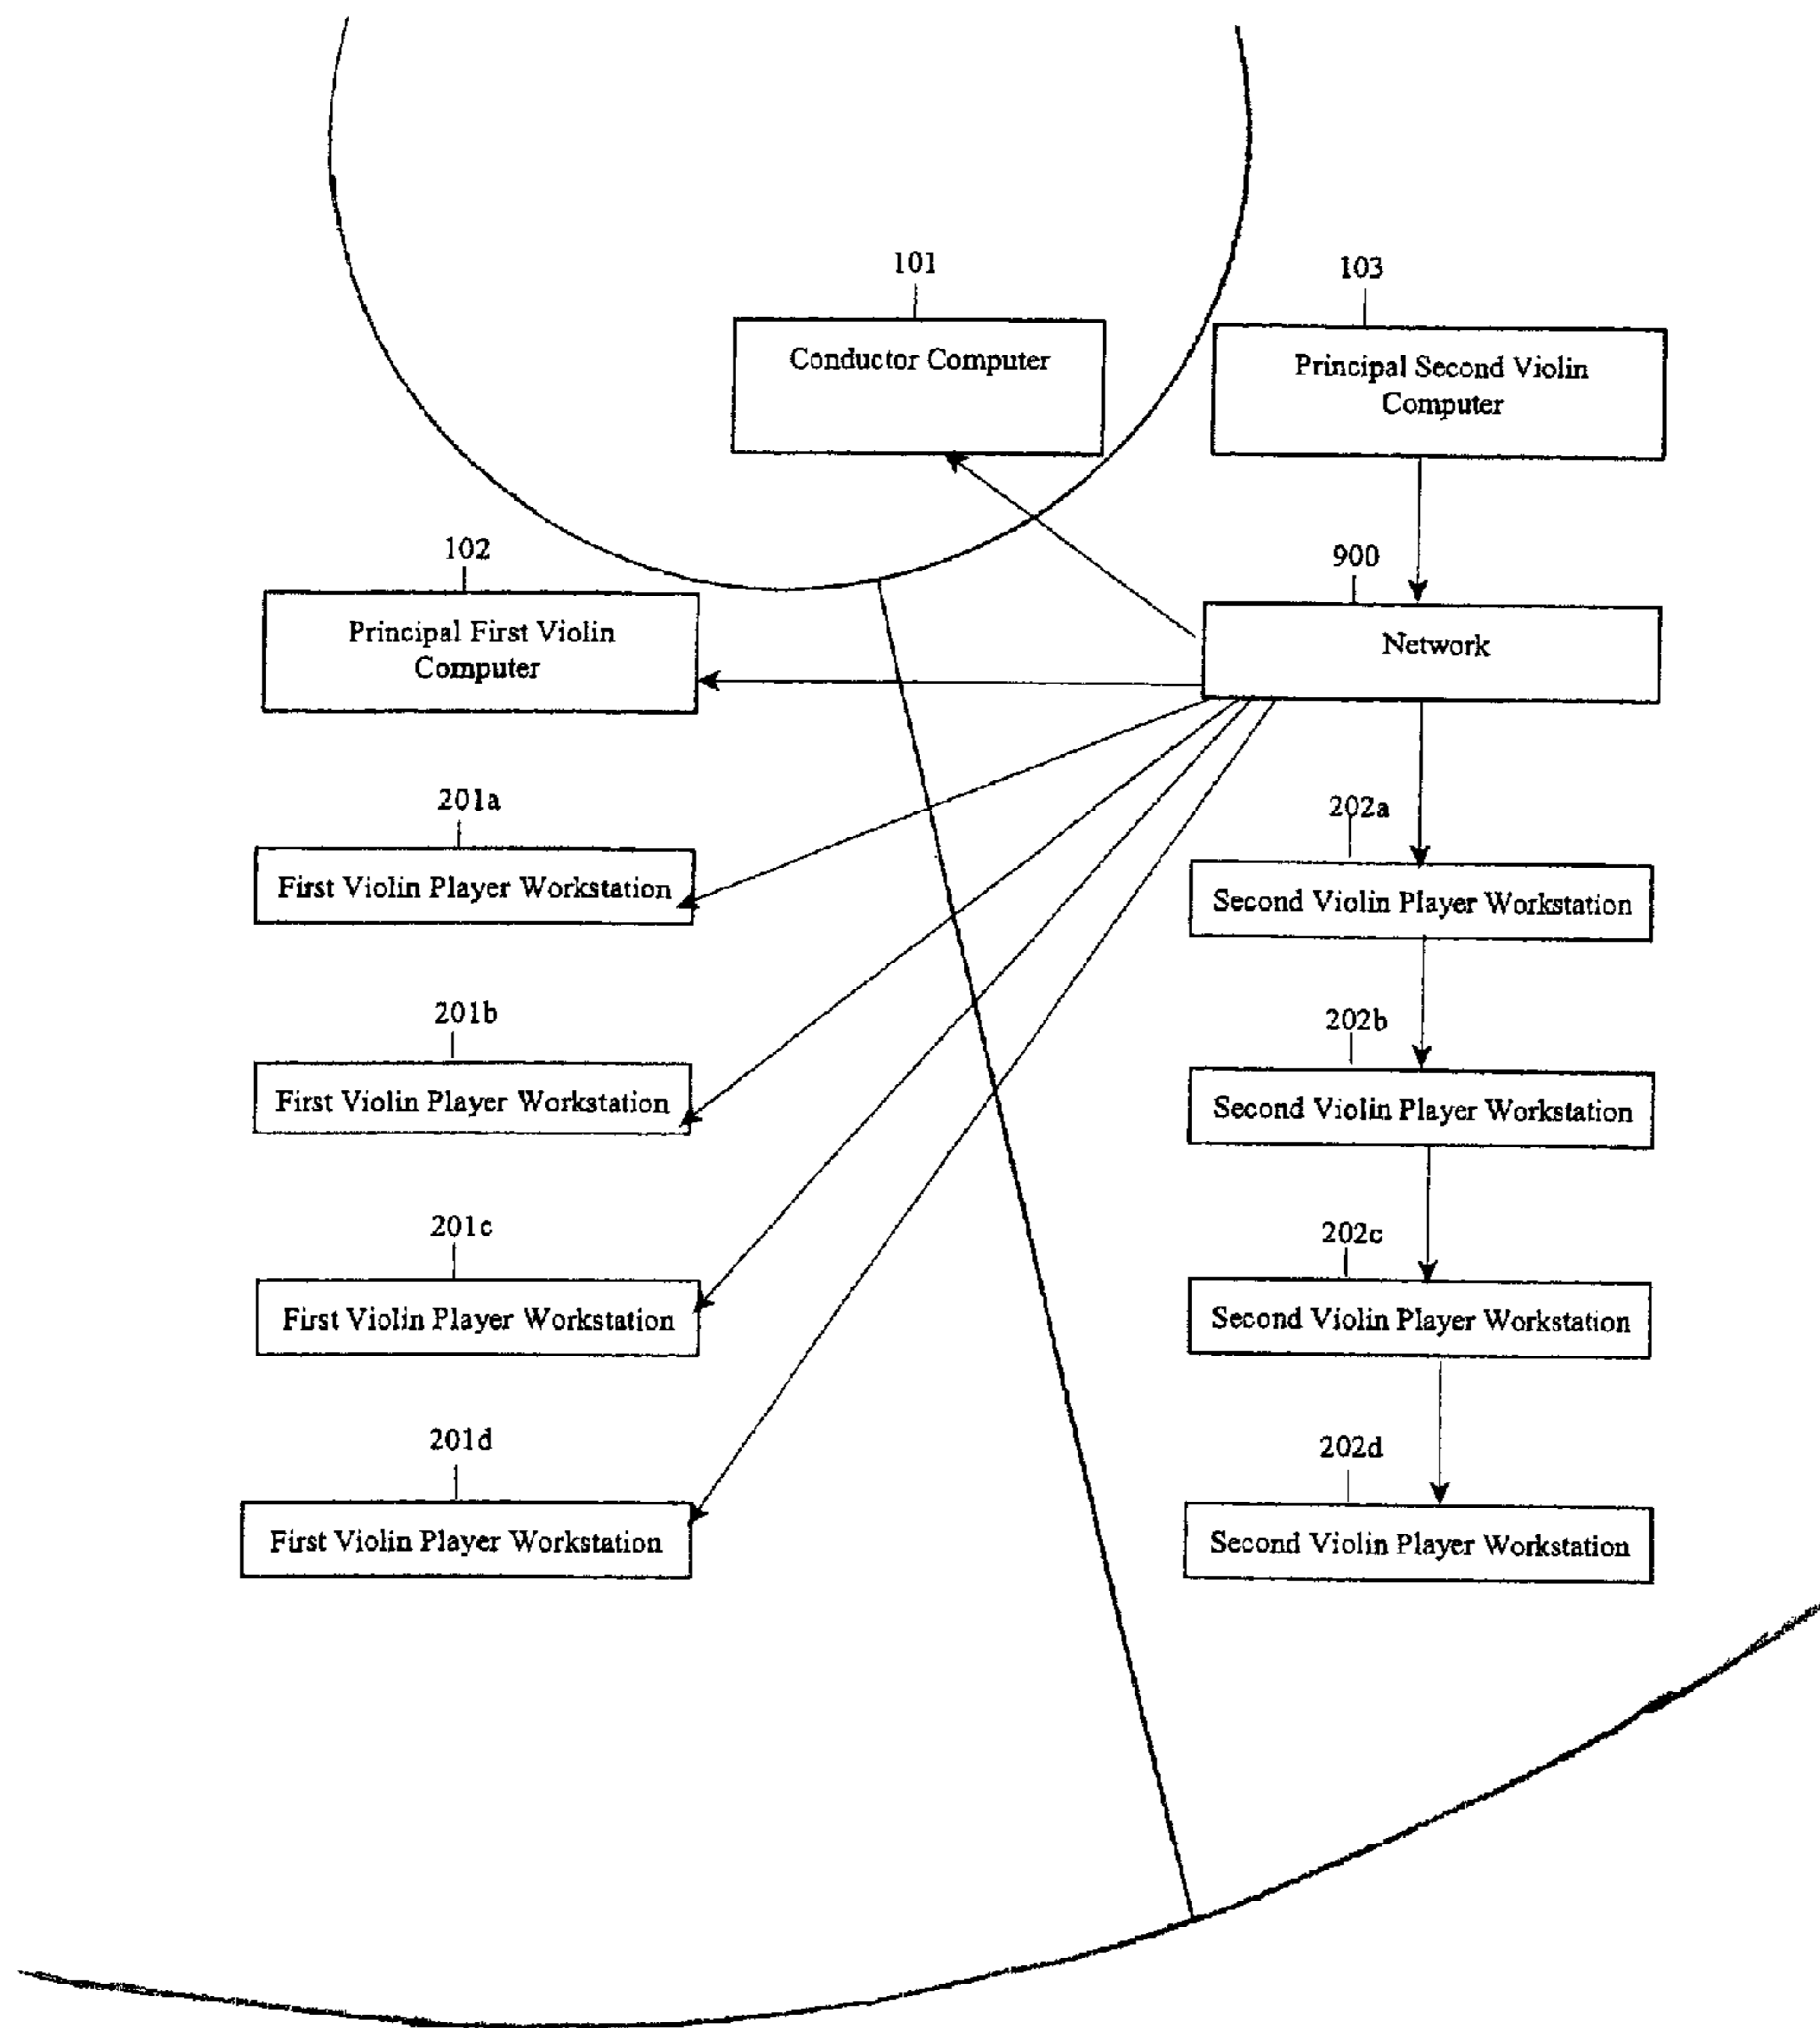 101
103
Conductor Computer
Principal Second Violin
Computer
102
900
Principal First Violin
Computer
Network
201a
202a
First Violin Player Workstation
Second Violin Player Workstation
201b
202b
First Violin Player Workstation
Second Violin Player Workstation
201c
202c
First Violin Player Workstation
Second Violin Player Workstation
201d
202d
First Violin Player Workstation
Second Violin Player Workstation